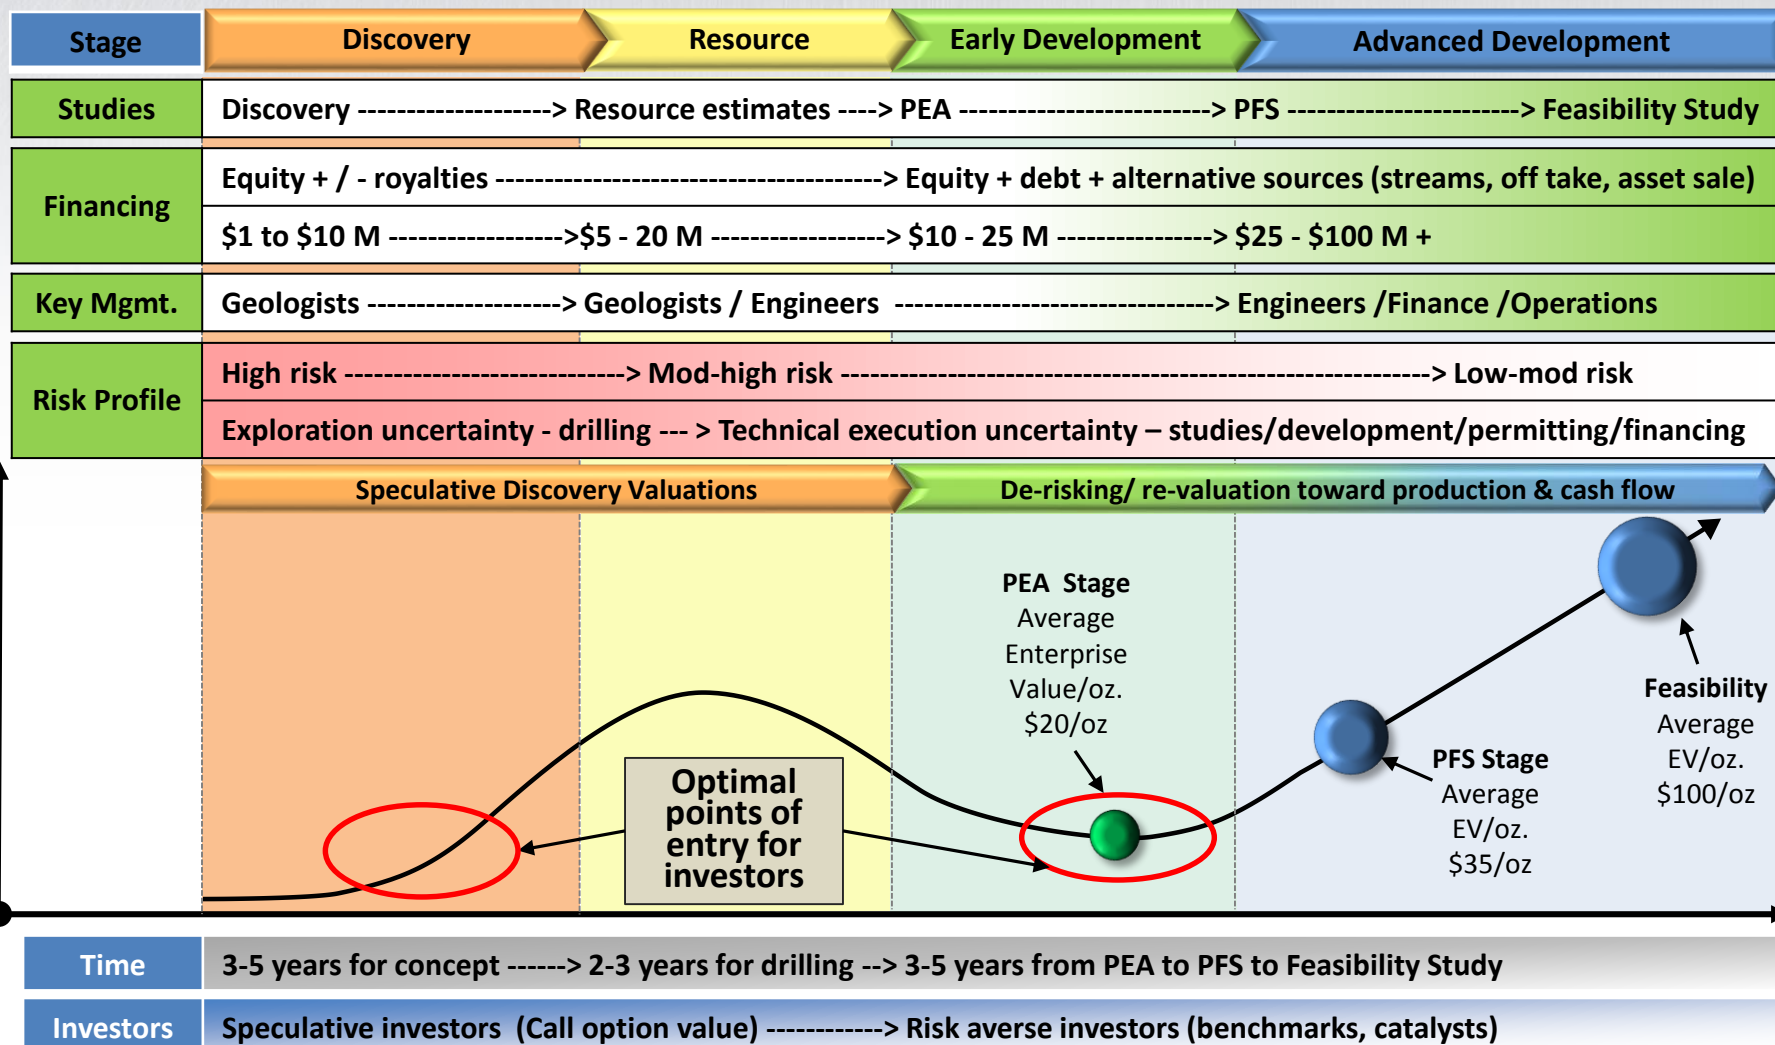 Stage
Discovery
Resource
Early Development
Advanced Development
Studies
Discovery --------------------> Resource estimates ----> PEA --------------------------> PFS ------------------------> Feasibility Study
Financing
Equity + / - royalties ---------------------------------------> Equity + debt + alternative sources (streams, off take, asset sale)
$1 to $10 M ------------------>$5 - 20 M ------------------> $10 - 25 M ----------------> $25 - $100 M +
Key Mgmt.
Geologists --------------------> Geologists / Engineers ---------------------------------> Engineers /Finance /Operations
Risk Profile
High risk -----------------------------> Mod-high risk ------------------------------------------------------------> Low-mod risk
Exploration uncertainty - drilling --- > Technical execution uncertainty – studies/development/permitting/financing
Speculative Discovery Valuations
De-risking/ re-valuation toward production & cash flow
PEA Stage
Average
Enterprise
Value/oz.
$20/oz
Optimal
points of
entry for
investors
PFS Stage
Average
EV/oz.
$35/oz
Feasibility
Average
EV/oz.
$100/oz
Time
3-5 years for concept ------> 2-3 years for drilling --> 3-5 years from PEA to PFS to Feasibility Study
Investors
Speculative investors (Call option value) ------------> Risk averse investors (benchmarks, catalysts)